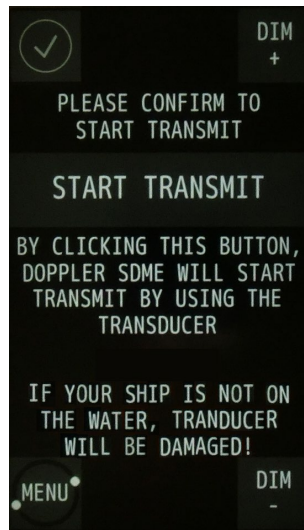 DIM
+
PLEASE CONFIRM TO
START TRANSMIT
START TRANSMIT
BY CLICKING THIS BUTTON,
DOPPLER SDME WILL START
TRANSMIT BY USING THE
TRANSDUCER
IF YOUR SHIP IS NOT ON
THE WATER, TRANDUCER
WILL BE DAMAGED!
MENU
DIM
-